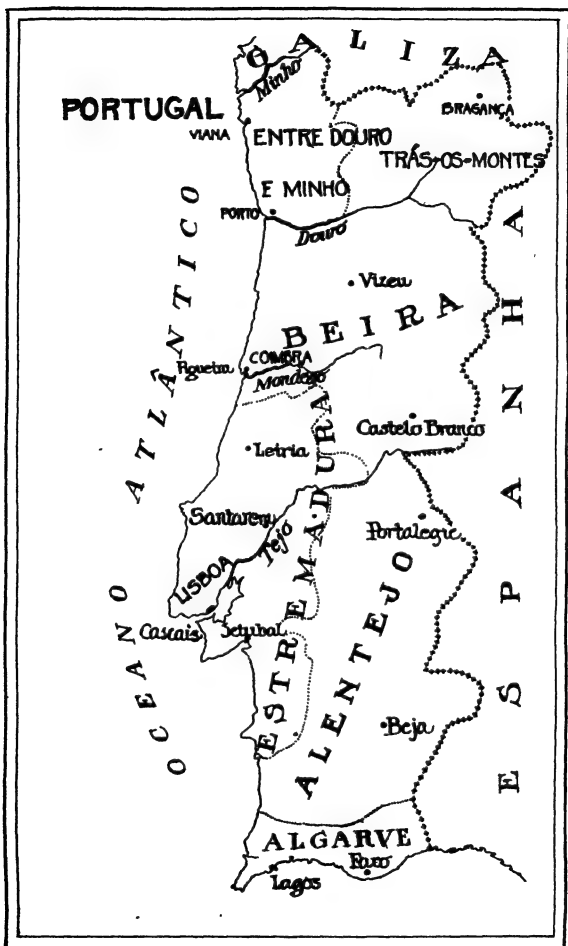 GALIZA
Minho
PORTUGAL
BRAGANÇA
VIANA
ENTRE DOURO
TRÁS-OS-MONTES
E MINHO
PORTO
Douro
ESPANHA
OCEANO ATLÂNTICO
Vizeu
BEIRA
COIMBRA
Figueira
Mondego
Castelo Branco
Leiria
ESTREMADURA
Santarem
Tejo
Portalegre
LISBOA
Cascais
Setubal
ALENTEJO
Beja
ALGARVE
Faro
Lagos